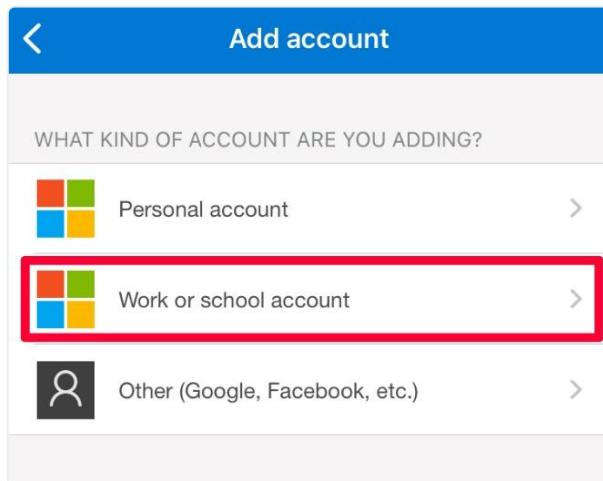 Add account
WHAT KIND OF ACCOUNT ARE YOU ADDING?
Personal account
Work or school account
Other (Google, Facebook, etc.)